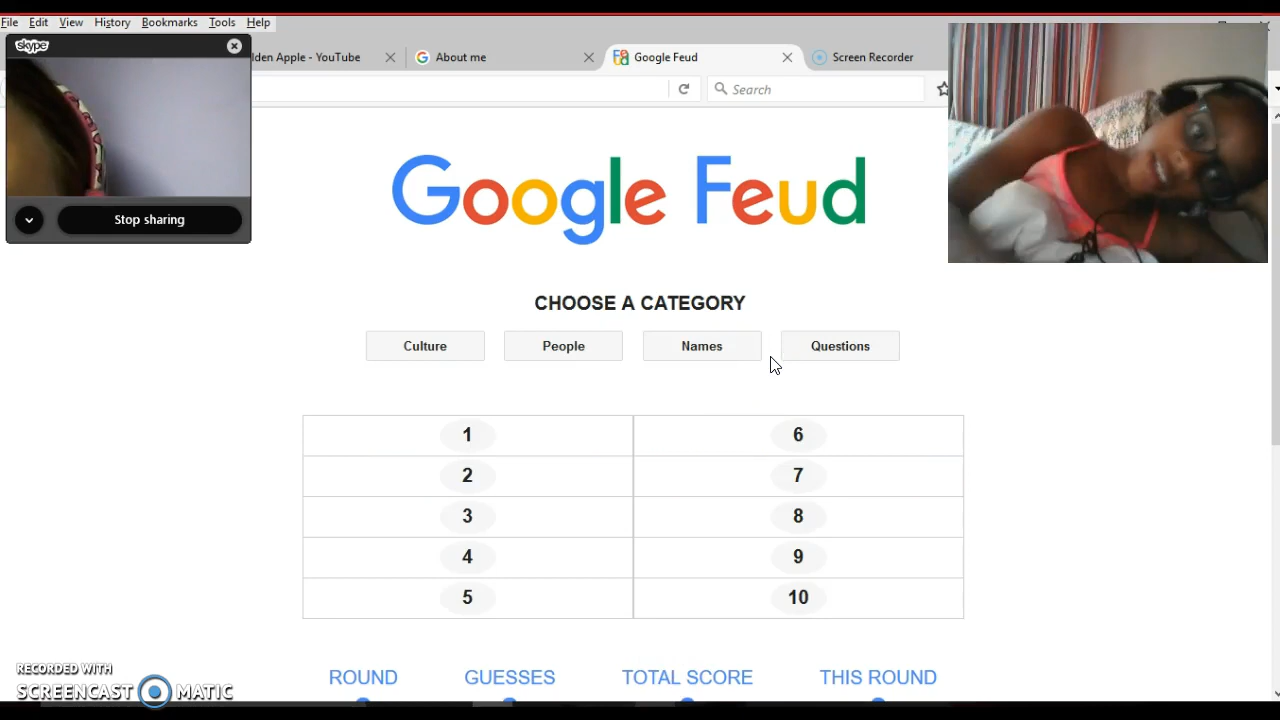 File Edit View History Bookmarks Tools Help
skype
lden Apple - YouTube
About me
Google Feud
Screen Recorder
Search
Stop sharing
Google Feud
CHOOSE A CATEGORY
Culture People Names Questions
1 6
2 7
3 8
4 9
5 10
ROUND GUESSES TOTAL SCORE THIS ROUND
RECORDED WITH
SCREENCAST MATIC